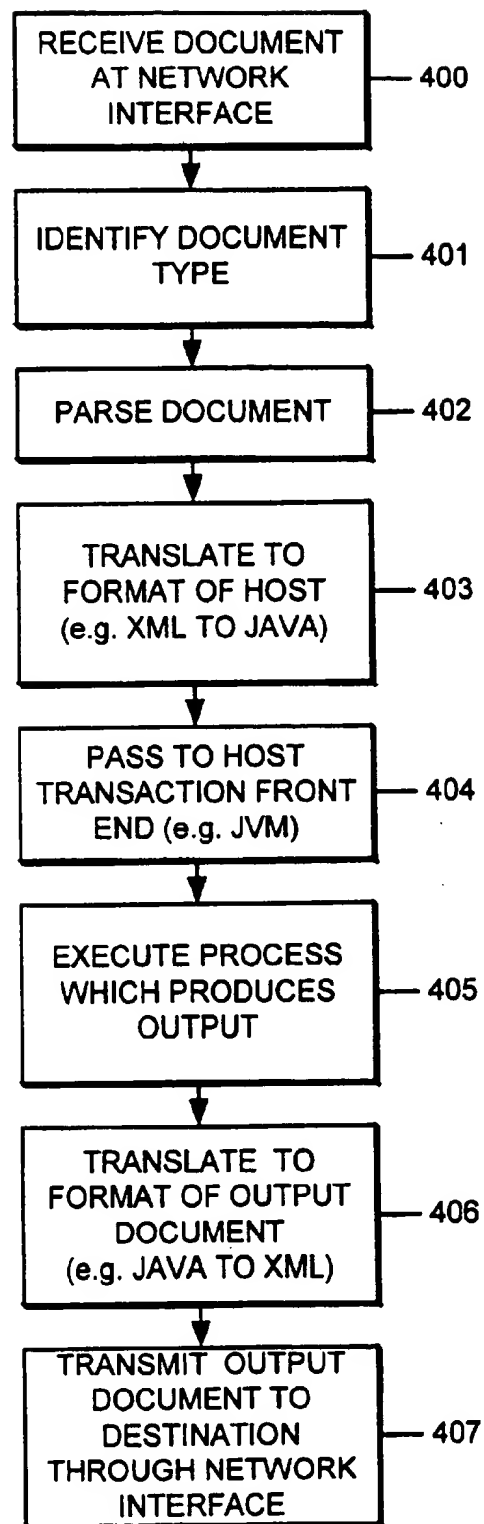 RECEIVE DOCUMENT
AT NETWORK
INTERFACE
400
IDENTIFY DOCUMENT
TYPE
401
PARSE DOCUMENT
402
TRANSLATE TO
FORMAT OF HOST
(e.g. XML TO JAVA)
403
PASS TO HOST
TRANSACTION FRONT
END (e.g. JVM)
404
EXECUTE PROCESS
WHICH PRODUCES
OUTPUT
405
TRANSLATE TO
FORMAT OF OUTPUT
DOCUMENT
(e.g. JAVA TO XML)
406
TRANSMIT OUTPUT
DOCUMENT TO
DESTINATION
THROUGH NETWORK
INTERFACE
407